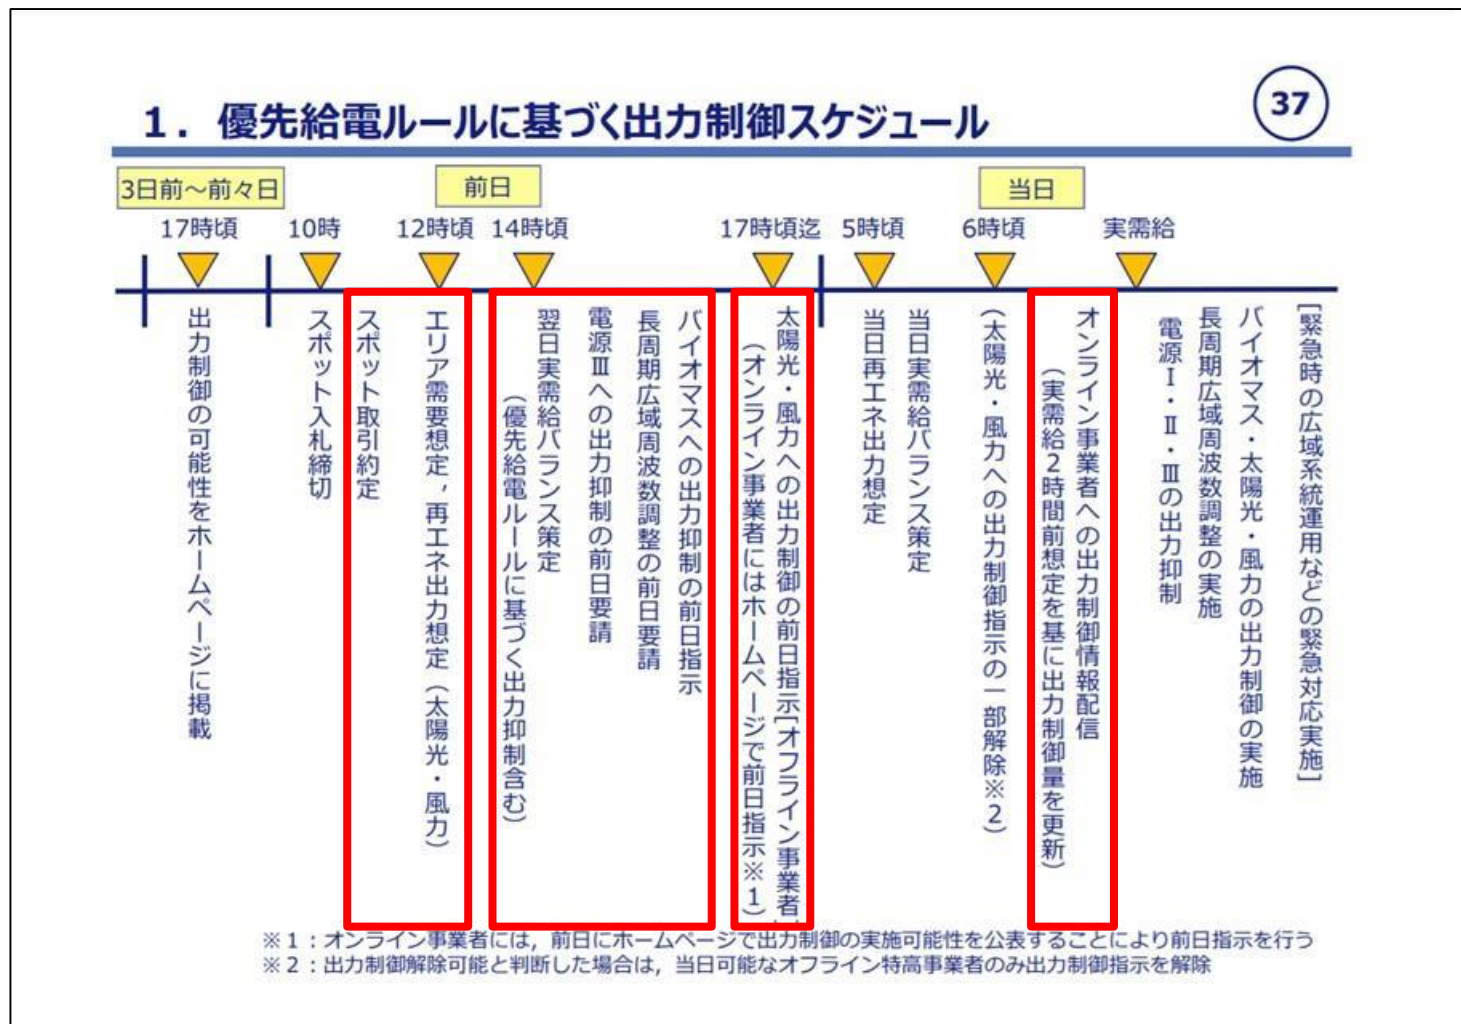 1. 優先給電ルールに基づく出力制御スケジュール
37
3日前～前々日
前日
当日
17時頃
10時
12時頃
14時頃
17時頃迄
5時頃
6時頃
実需給
出力制御の可能性をホームページに掲載
スポット入札締切
スポット取引約定
エリア需要想定，再エネ出力想定（太陽光・風力）
翌日実需給バランス策定
（優先給電ルールに基づく出力抑制含む）
電源Ⅲへの出力抑制の前日要請
長周期広域周波数調整の前日要請
バイオマスへの出力抑制の前日指示
太陽光・風力への出力制御の前日指示[オフライン事業者]
（オンライン事業者にはホームページで前日指示※1）
当日再エネ出力想定
当日実需給バランス策定
（太陽光・風力への出力制御指示の一部解除※2）
オンライン事業者への出力制御情報配信
（実需給2時間前想定を基に出力制御量を更新）
電源Ⅰ・Ⅱ・Ⅲの出力抑制
長周期広域周波数調整の実施
バイオマス・太陽光・風力の出力制御の実施
[緊急時の広域系統運用などの緊急対応実施]
※1：オンライン事業者には，前日にホームページで出力制御の実施可能性を公表することにより前日指示を行う
※2：出力制御解除可能と判断した場合は，当日可能なオフライン特高事業者のみ出力制御指示を解除